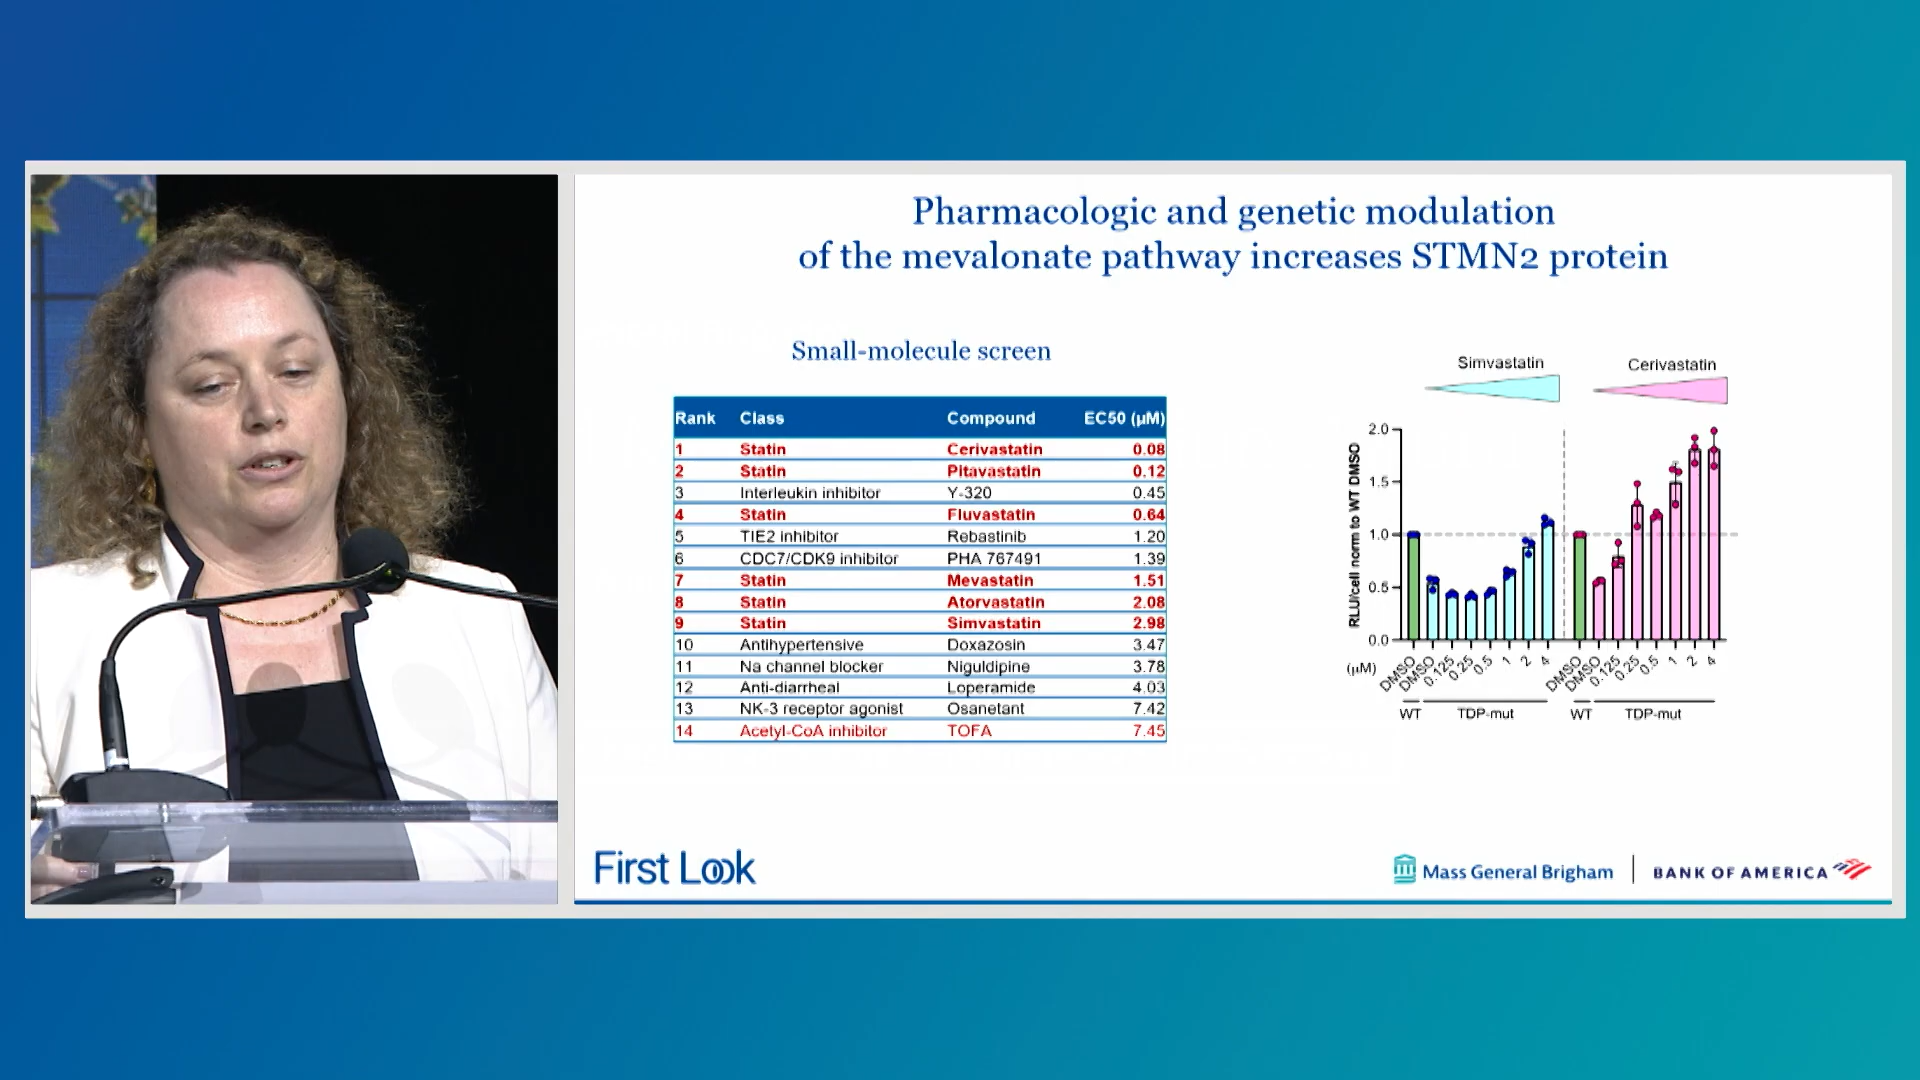 Pharmacologic and genetic modulation
of the mevalonate pathway increases STMN2 protein
Small-molecule screen
Rank Class Compound EC50 (µM)
1 Statin Cerivastatin 0.08
2 Statin Pitavastatin 0.12
3 Interleukin inhibitor Y-320 0.45
4 Statin Fluvastatin 0.64
5 TIE2 inhibitor Rebastinib 1.20
6 CDC7/CDK9 inhibitor PHA 767491 1.39
7 Statin Mevastatin 1.51
8 Statin Atorvastatin 2.08
9 Statin Simvastatin 2.98
10 Antihypertensive Doxazosin 3.47
11 Na channel blocker Niguldipine 3.78
12 Anti-diarrheal Loperamide 4.03
13 NK-3 receptor agonist Osanetant 7.42
14 Acetyl-CoA inhibitor TOFA 7.45
Simvastatin Cerivastatin
RLU/cell norm to WT DMSO
2.0
1.5
1.0
0.5
0.0
(µM) DMSO DMSO 0.125 0.25 0.5 1 2 4 DMSO DMSO 0.125 0.25 0.5 1 2 4
WT TDP-mut WT TDP-mut
First Look
Mass General Brigham
BANK OF AMERICA